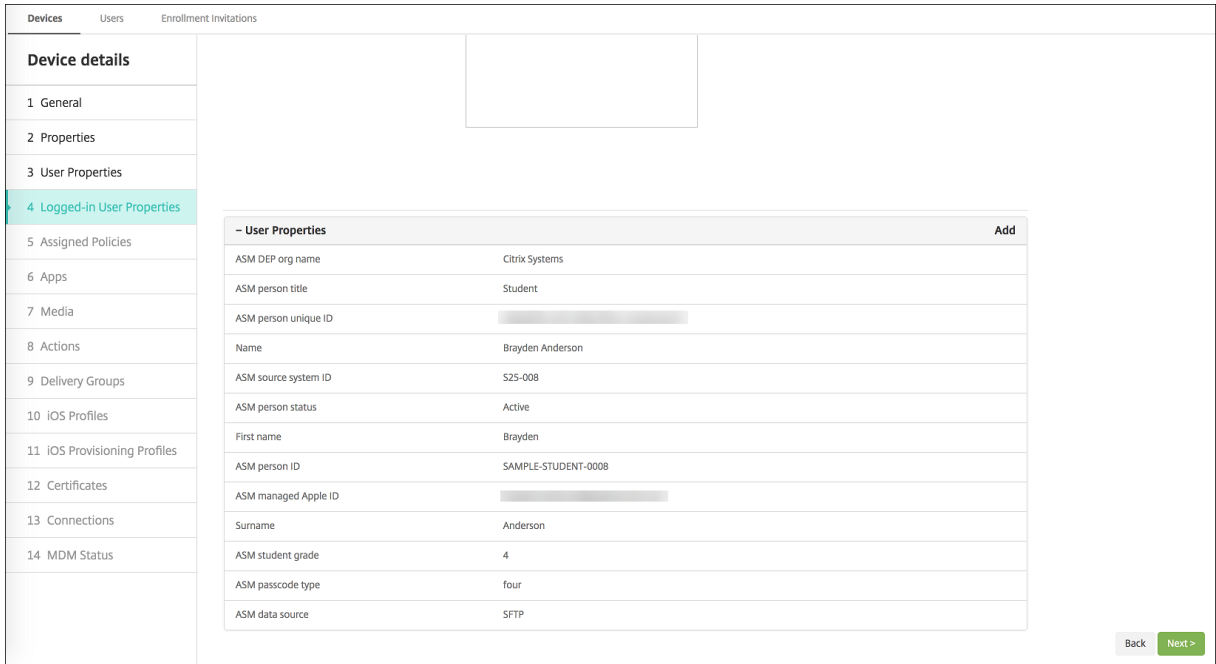 Devices Users Enrollment Invitations
Device details
1 General
2 Properties
3 User Properties
4 Logged-in User Properties
5 Assigned Policies
6 Apps
7 Media
8 Actions
9 Delivery Groups
10 iOS Profiles
11 iOS Provisioning Profiles
12 Certificates
13 Connections
14 MDM Status
– User Properties Add
ASM DEP org name Citrix Systems
ASM person title Student
ASM person unique ID
Name Brayden Anderson
ASM source system ID S25-008
ASM person status Active
First name Brayden
ASM person ID SAMPLE-STUDENT-0008
ASM managed Apple ID
Surname Anderson
ASM student grade 4
ASM passcode type four
ASM data source SFTP
Back Next >